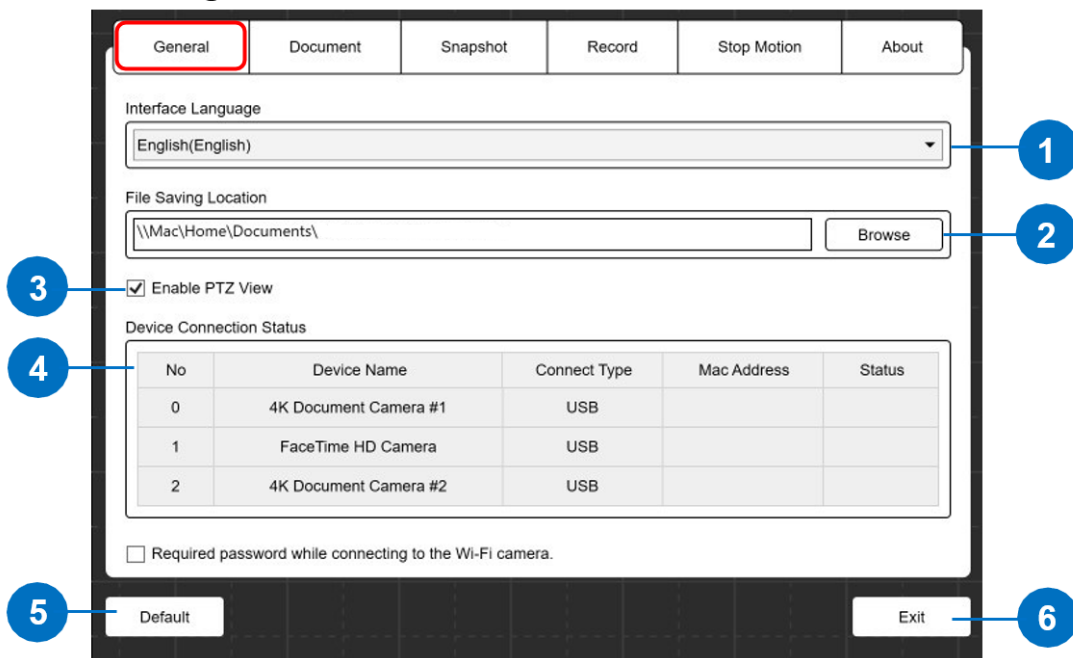 General Document Snapshot Record Stop Motion About
Interface Language
English(English)
1
File Saving Location
\\Mac\Home\Documents\ Browse
2
3
Enable PTZ View
Device Connection Status
4
No Device Name Connect Type Mac Address Status
0 4K Document Camera #1 USB
1 FaceTime HD Camera USB
2 4K Document Camera #2 USB
Required password while connecting to the Wi-Fi camera.
5
Default Exit
6